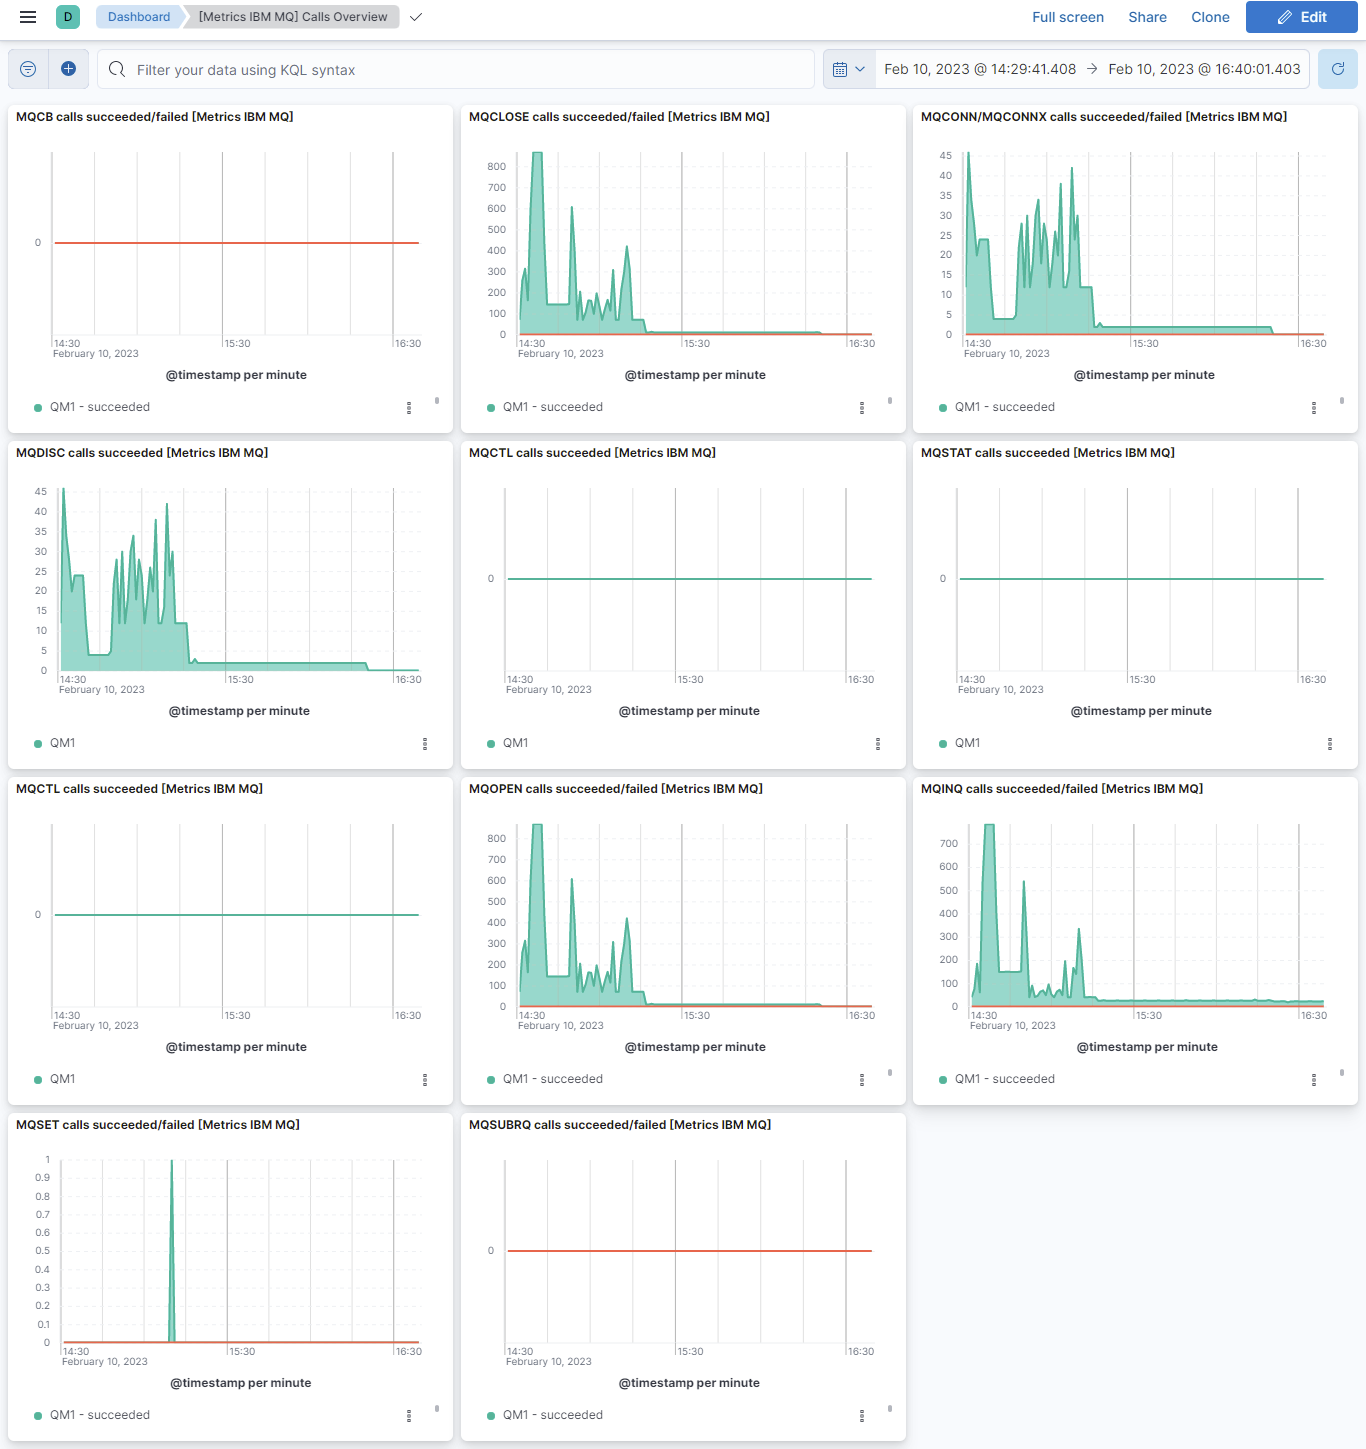 D Dashboard [Metrics IBM MQ] Calls Overview Full screen Share Clone Edit
Filter your data using KQL syntax Feb 10, 2023 @ 14:29:41.408 → Feb 10, 2023 @ 16:40:01.403
MQCB calls succeeded/failed [Metrics IBM MQ]
0
14:30 15:30 16:30
February 10, 2023
@timestamp per minute
QM1 - succeeded
MQCLOSE calls succeeded/failed [Metrics IBM MQ]
800
700
600
500
400
300
200
100
0
14:30 15:30 16:30
February 10, 2023
@timestamp per minute
QM1 - succeeded
MQCONN/MQCONNX calls succeeded/failed [Metrics IBM MQ]
45
40
35
30
25
20
15
10
5
0
14:30 15:30 16:30
February 10, 2023
@timestamp per minute
QM1 - succeeded
MQDISC calls succeeded [Metrics IBM MQ]
45
40
35
30
25
20
15
10
5
0
14:30 15:30 16:30
February 10, 2023
@timestamp per minute
QM1
MQCTL calls succeeded [Metrics IBM MQ]
0
14:30 15:30 16:30
February 10, 2023
@timestamp per minute
QM1
MQSTAT calls succeeded [Metrics IBM MQ]
0
14:30 15:30 16:30
February 10, 2023
@timestamp per minute
QM1
MQCTL calls succeeded [Metrics IBM MQ]
0
14:30 15:30 16:30
February 10, 2023
@timestamp per minute
QM1
MQOPEN calls succeeded/failed [Metrics IBM MQ]
800
700
600
500
400
300
200
100
0
14:30 15:30 16:30
February 10, 2023
@timestamp per minute
QM1 - succeeded
MQINQ calls succeeded/failed [Metrics IBM MQ]
700
600
500
400
300
200
100
0
14:30 15:30 16:30
February 10, 2023
@timestamp per minute
QM1 - succeeded
MQSET calls succeeded/failed [Metrics IBM MQ]
1
0.9
0.8
0.7
0.6
0.5
0.4
0.3
0.2
0.1
0
14:30 15:30 16:30
February 10, 2023
@timestamp per minute
QM1 - succeeded
MQSUBRQ calls succeeded/failed [Metrics IBM MQ]
0
14:30 15:30 16:30
February 10, 2023
@timestamp per minute
QM1 - succeeded